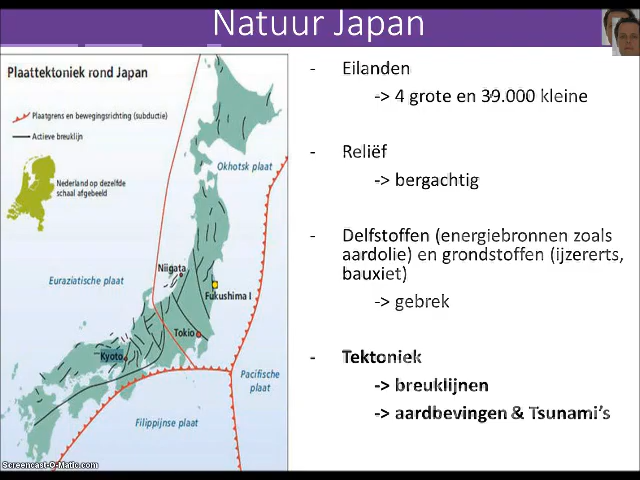 Natuur Japan
Plaattektoniek rond Japan
Plaatgrens en bewegingsrichting (subductie)
Actieve breuklijn
Nederland op dezelfde
schaal afgebeeld
Okhotsk plaat
Euraziatische plaat
Niigata
Fukushima I
Tokio
Kyoto
Pacifische
plaat
Filippijnse plaat
- Eilanden
-> 4 grote en 39.000 kleine
- Reliëf
-> bergachtig
- Delfstoffen (energiebronnen zoals
aardolie) en grondstoffen (ijzererts,
bauxiet)
-> gebrek
- Tektoniek
-> breuklijnen
-> aardbevingen & Tsunami's
Screencast-O-Matic.com